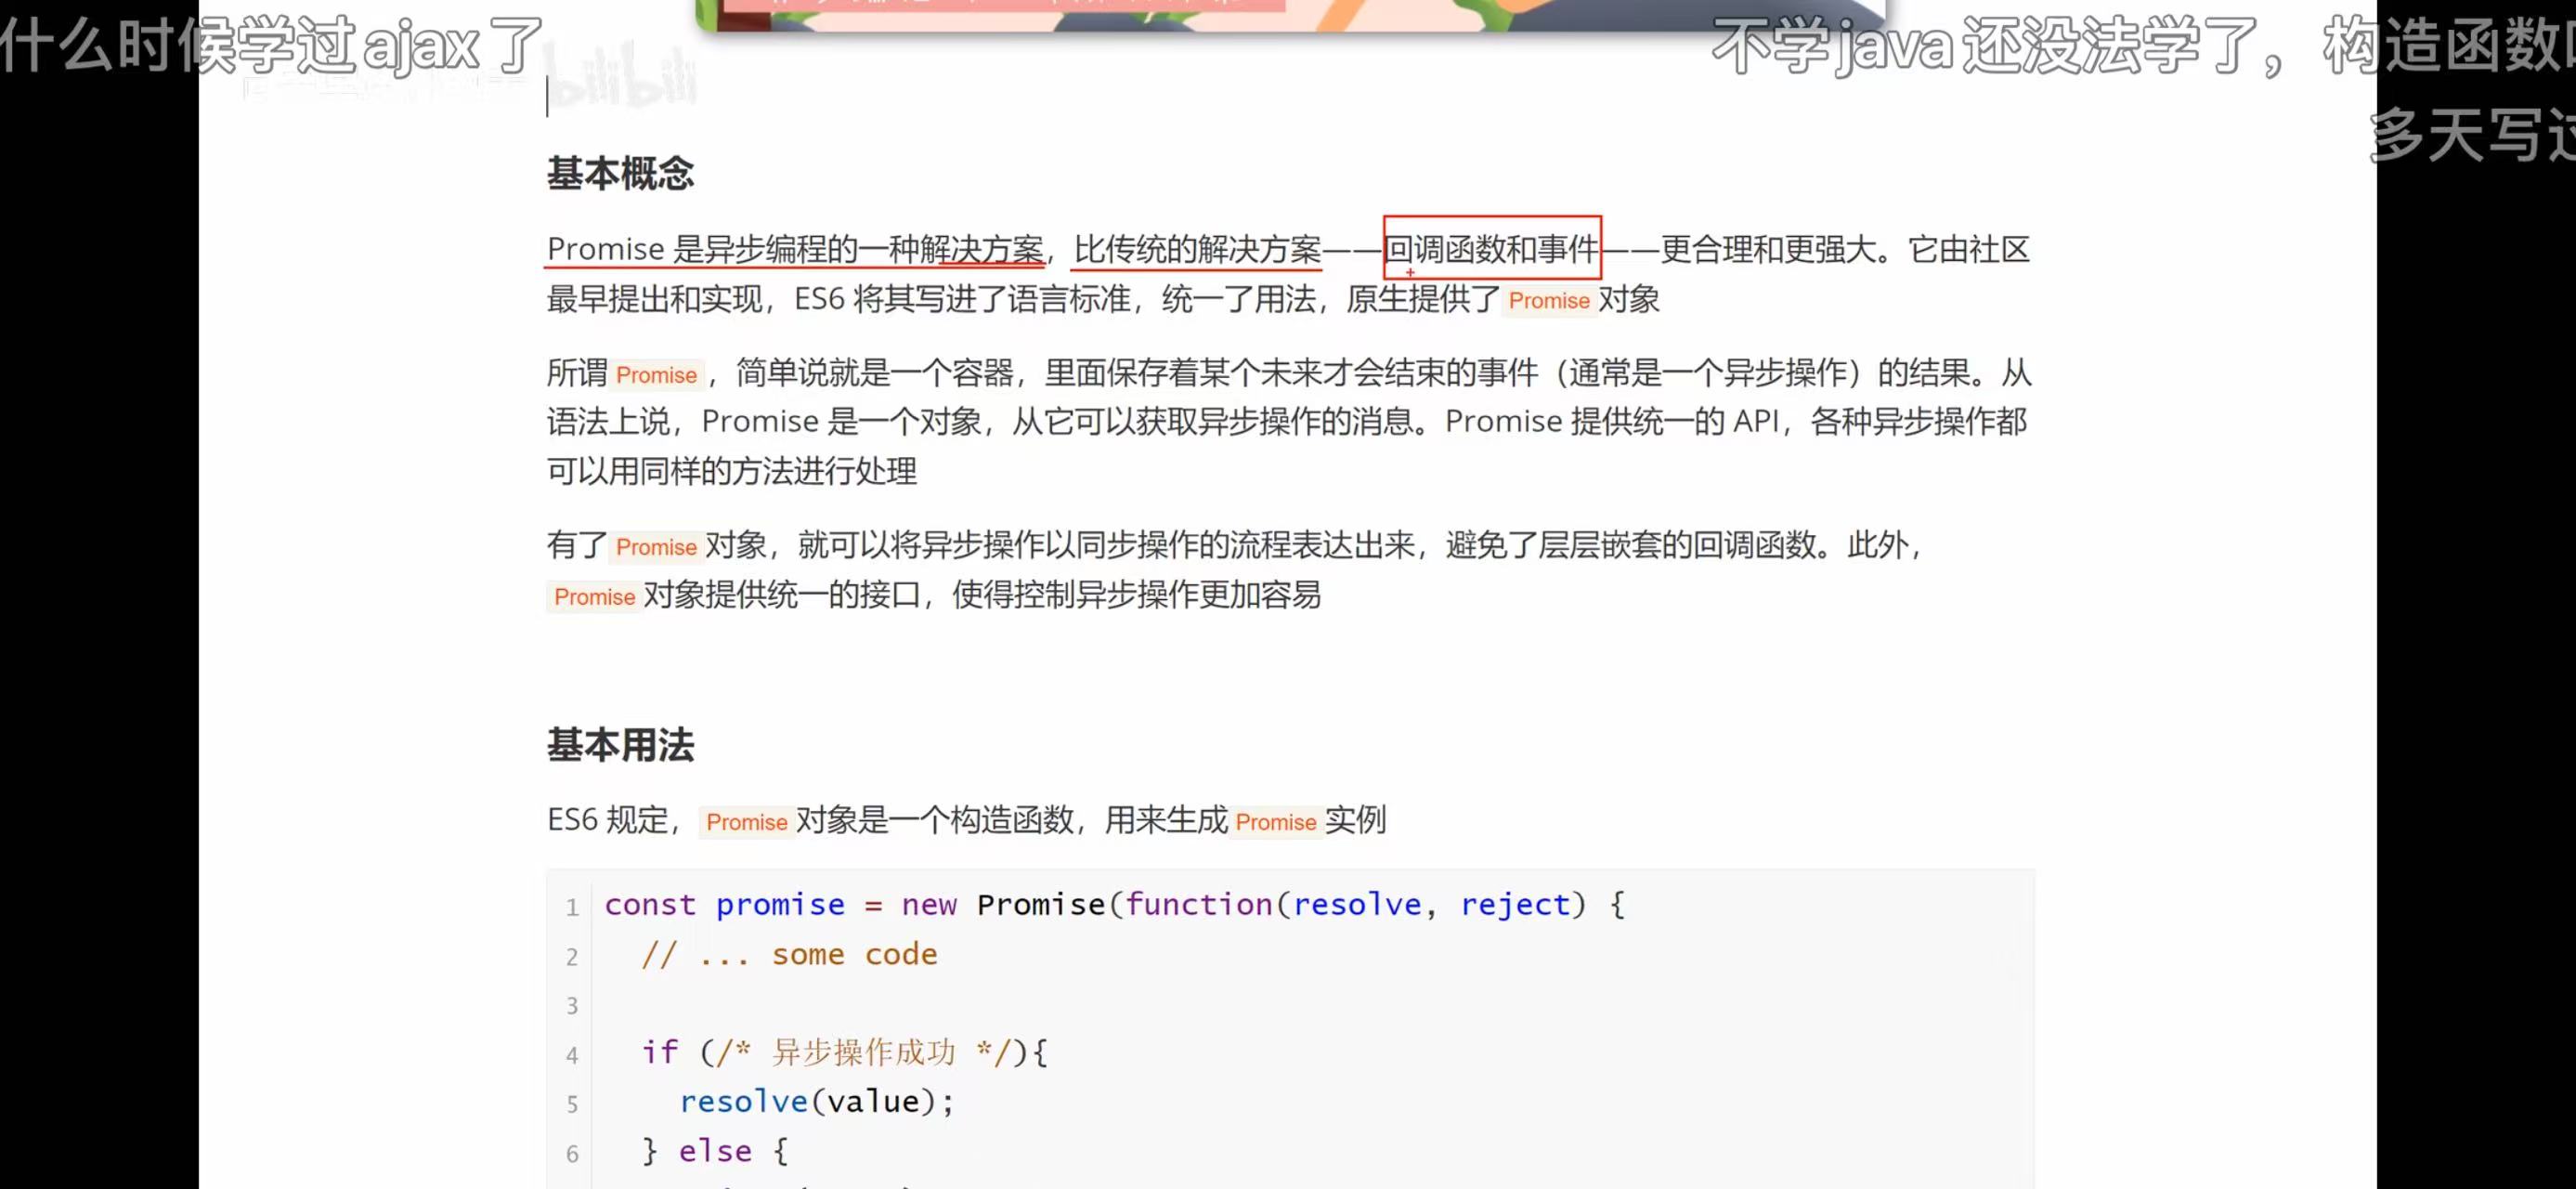 什么时候学过ajax了
不学java还没法学了，构造函数
bilibili
多天写过
基本概念
Promise 是异步编程的一种解决方案，比传统的解决方案——回调函数和事件——更合理和更强大。它由社区
最早提出和实现，ES6 将其写进了语言标准，统一了用法，原生提供了 Promise 对象
所谓 Promise ，简单说就是一个容器，里面保存着某个未来才会结束的事件（通常是一个异步操作）的结果。从
语法上说，Promise 是一个对象，从它可以获取异步操作的消息。Promise 提供统一的 API，各种异步操作都
可以用同样的方法进行处理
有了 Promise 对象，就可以将异步操作以同步操作的流程表达出来，避免了层层嵌套的回调函数。此外，
Promise 对象提供统一的接口，使得控制异步操作更加容易
基本用法
ES6 规定， Promise 对象是一个构造函数，用来生成 Promise 实例
1 const promise = new Promise(function(resolve, reject) {
2 // ... some code
3
4 if (/* 异步操作成功 */){
5 resolve(value);
6 } else {